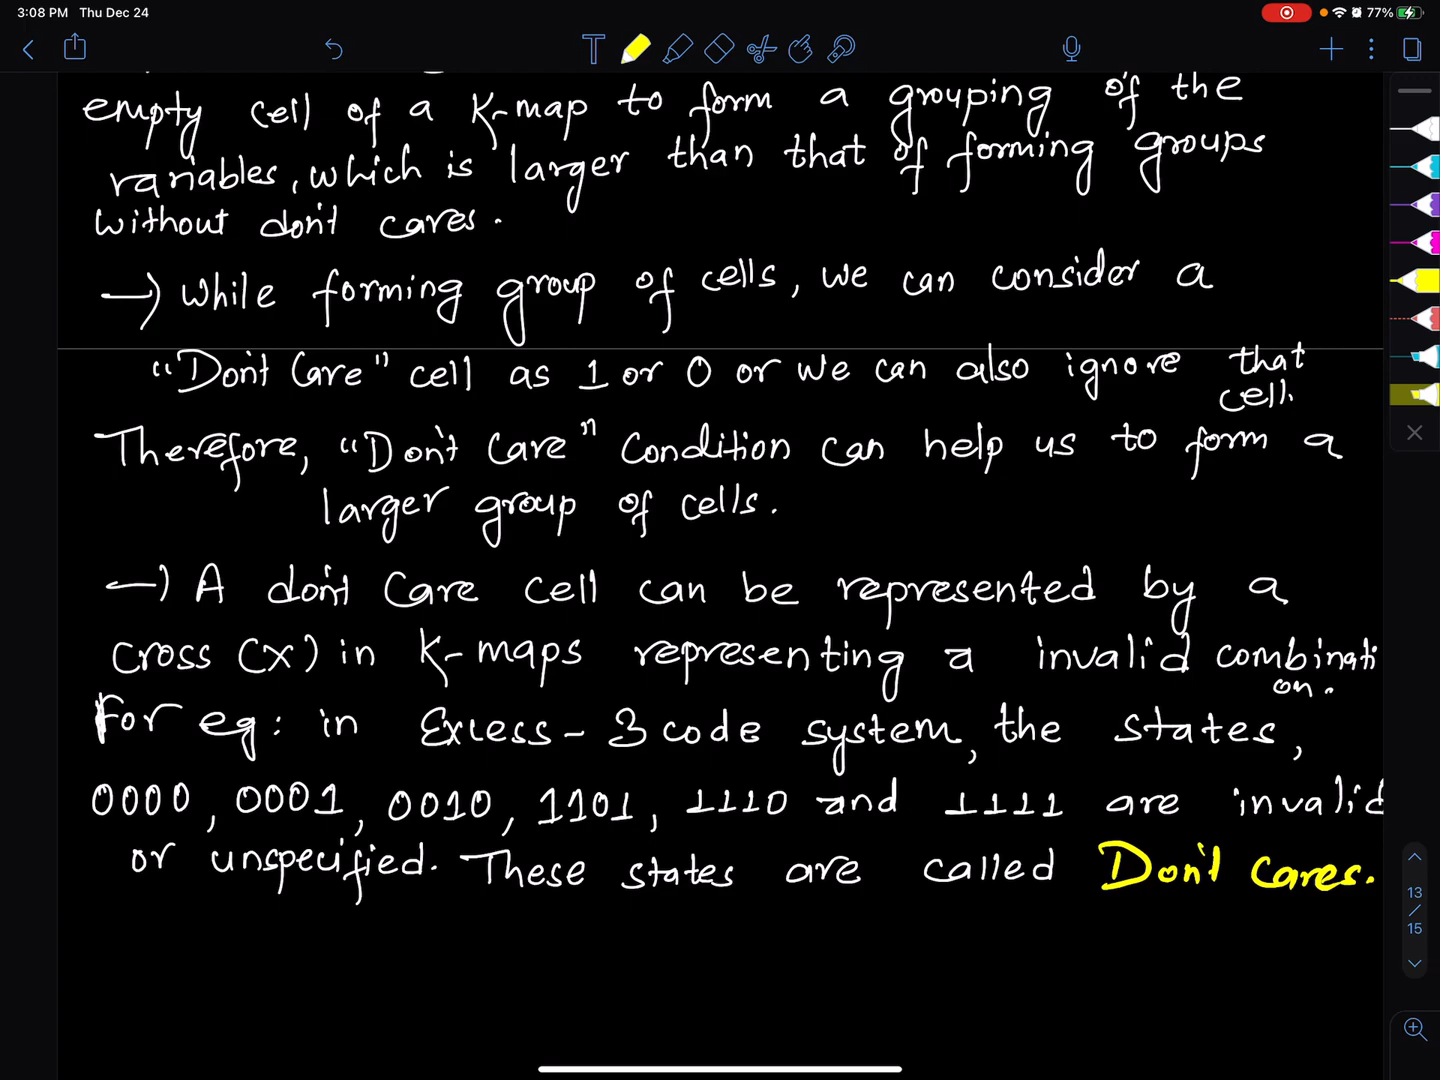 3:08 PM Thu Dec 24
77%
empty cell of a K-map to form a grouping of the
variables, which is larger than that of forming groups
without don't cares.
→ While forming group of cells, we can consider a
"Don't Care" cell as 1 or 0 or we can also ignore that
cell.
Therefore, "Don't Care" Condition can help us to form a
larger group of cells.
→ A don't Care cell can be represented by a
cross (X) in K-maps representing a invalid combinati
on.
For eg: in Excess-3 code system, the states,
0000, 0001, 0010, 1101, 1110 and 1111 are invalid
or unspecified. These states are called Don't Cares.
13
/
15